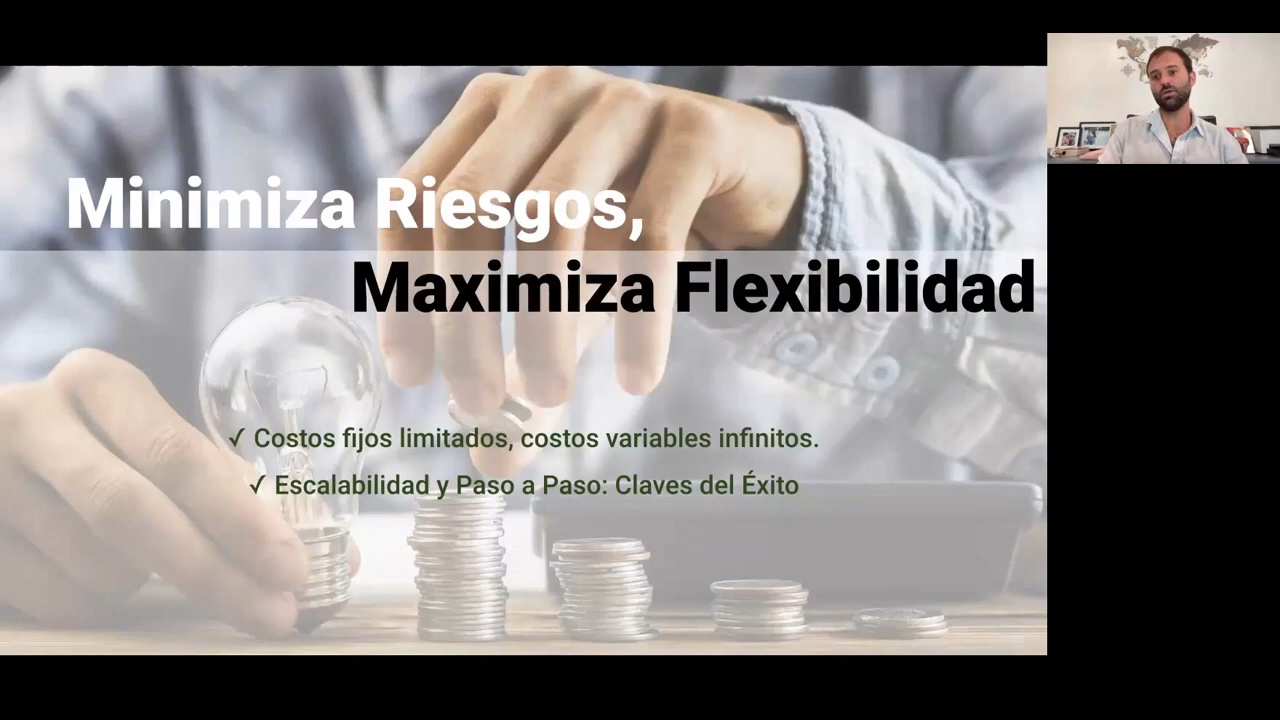 Minimiza Riesgos,
Maximiza Flexibilidad
✓ Costos fijos limitados, costos variables infinitos.
✓ Escalabilidad y Paso a Paso: Claves del Éxito